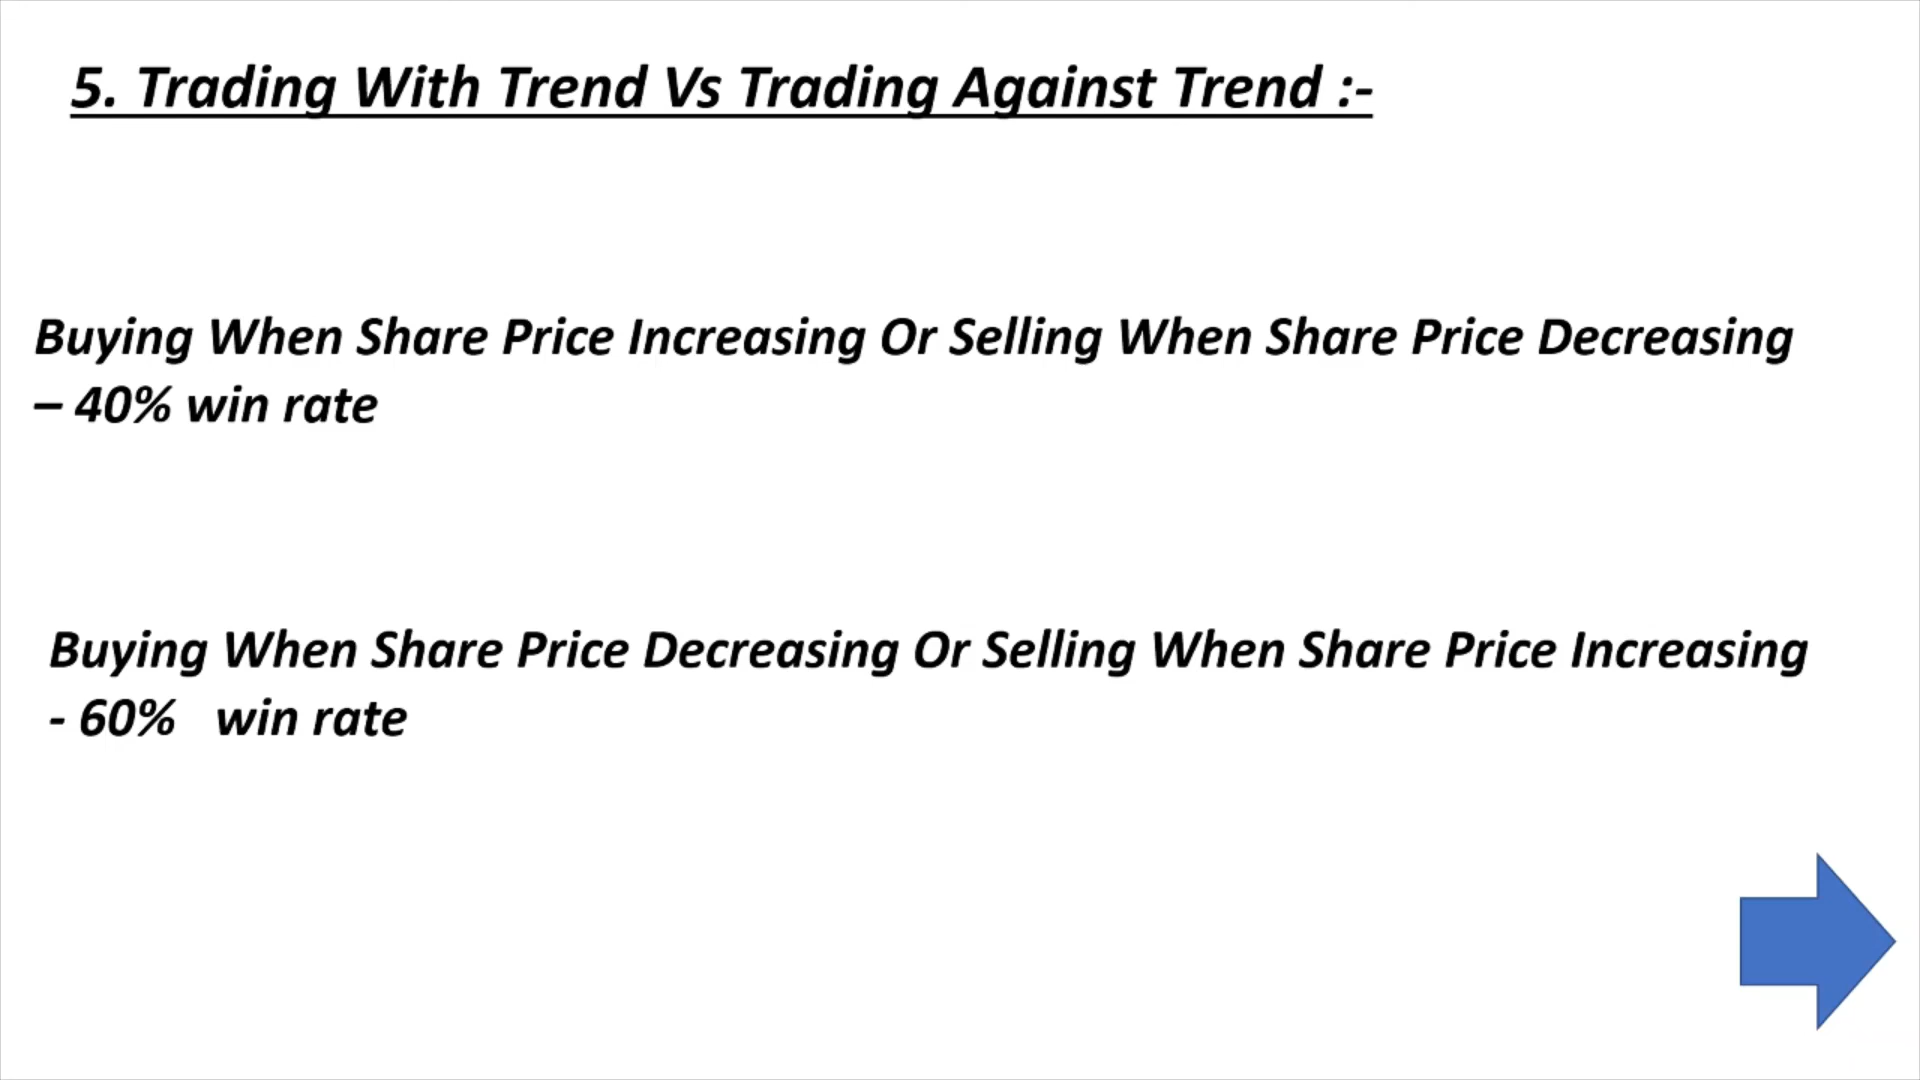 5. Trading With Trend Vs Trading Against Trend :-
Buying When Share Price Increasing Or Selling When Share Price Decreasing
– 40% win rate
Buying When Share Price Decreasing Or Selling When Share Price Increasing
- 60%   win rate